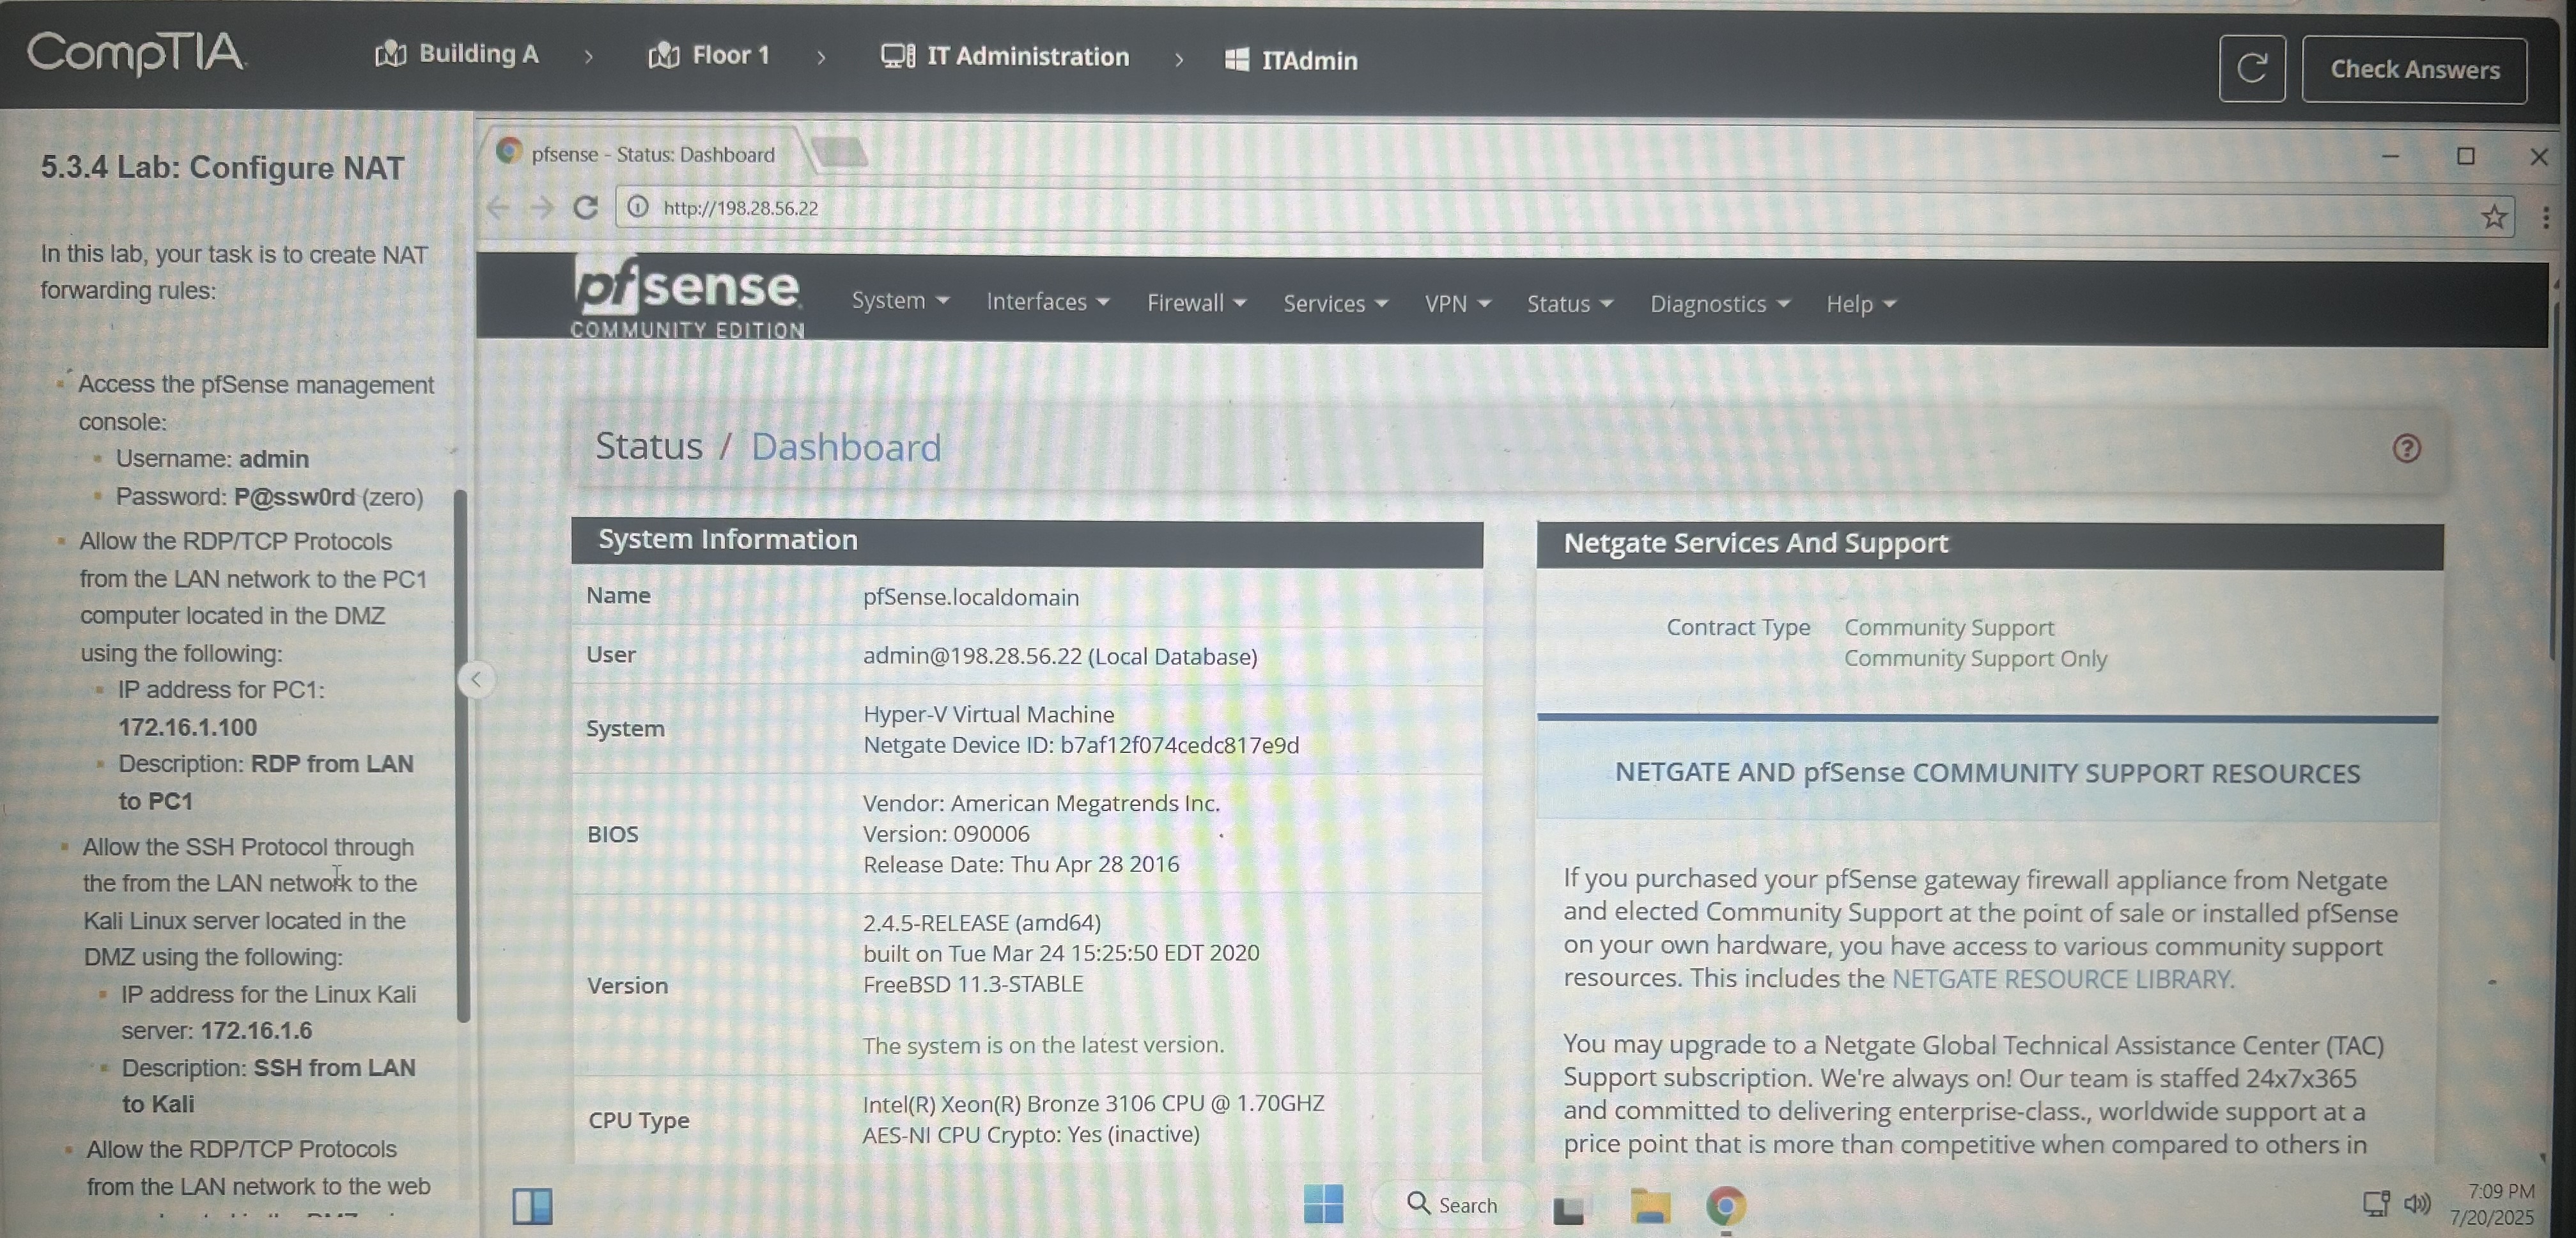 CompTIA
Building A > Floor 1 > IT Administration > ITAdmin
Check Answers
5.3.4 Lab: Configure NAT
In this lab, your task is to create NAT
forwarding rules:
Access the pfSense management
console:
Username: admin
Password: P@ssw0rd (zero)
Allow the RDP/TCP Protocols
from the LAN network to the PC1
computer located in the DMZ
using the following:
IP address for PC1:
172.16.1.100
Description: RDP from LAN
to PC1
Allow the SSH Protocol through
the from the LAN network to the
Kali Linux server located in the
DMZ using the following:
IP address for the Linux Kali
server: 172.16.1.6
Description: SSH from LAN
to Kali
Allow the RDP/TCP Protocols
from the LAN network to the web
pfsense - Status: Dashboard
http://198.28.56.22
pfsense
COMMUNITY EDITION
System
Interfaces
Firewall
Services
VPN
Status
Diagnostics
Help
Status / Dashboard
System Information
Name pfSense.localdomain
User admin@198.28.56.22 (Local Database)
System
Hyper-V Virtual Machine
Netgate Device ID: b7af12f074cedc817e9d
BIOS
Vendor: American Megatrends Inc.
Version: 090006
Release Date: Thu Apr 28 2016
Version
2.4.5-RELEASE (amd64)
built on Tue Mar 24 15:25:50 EDT 2020
FreeBSD 11.3-STABLE
The system is on the latest version.
CPU Type
Intel(R) Xeon(R) Bronze 3106 CPU @ 1.70GHZ
AES-NI CPU Crypto: Yes (inactive)
Netgate Services And Support
Contract Type
Community Support
Community Support Only
NETGATE AND pfSense COMMUNITY SUPPORT RESOURCES
If you purchased your pfSense gateway firewall appliance from Netgate
and elected Community Support at the point of sale or installed pfSense
on your own hardware, you have access to various community support
resources. This includes the NETGATE RESOURCE LIBRARY.
You may upgrade to a Netgate Global Technical Assistance Center (TAC)
Support subscription. We're always on! Our team is staffed 24x7x365
and committed to delivering enterprise-class., worldwide support at a
price point that is more than competitive when compared to others in
Search
7:09 PM
7/20/2025